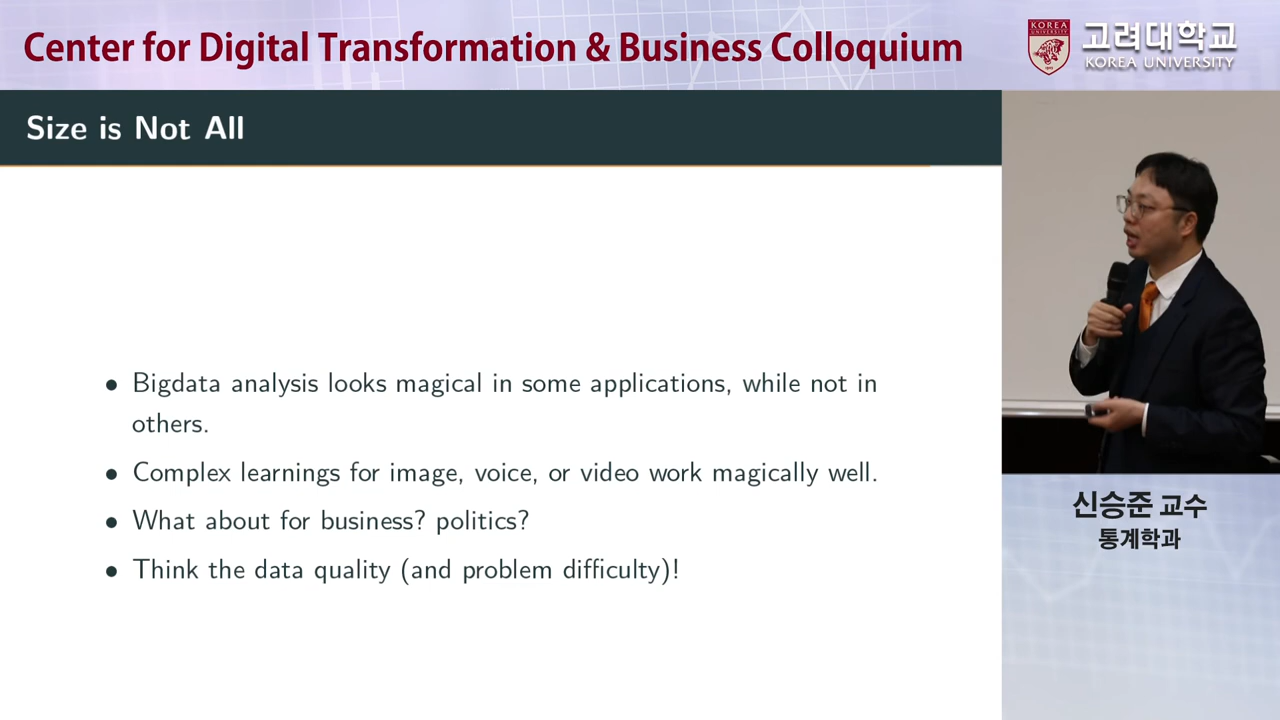 Center for Digital Transformation & Business Colloquium
KOREA
UNIVERSITY
고려대학교
KOREA UNIVERSITY
Size is Not All
• Bigdata analysis looks magical in some applications, while not in
others.
• Complex learnings for image, voice, or video work magically well.
• What about for business? politics?
• Think the data quality (and problem difficulty)!
신승준 교수
통계학과